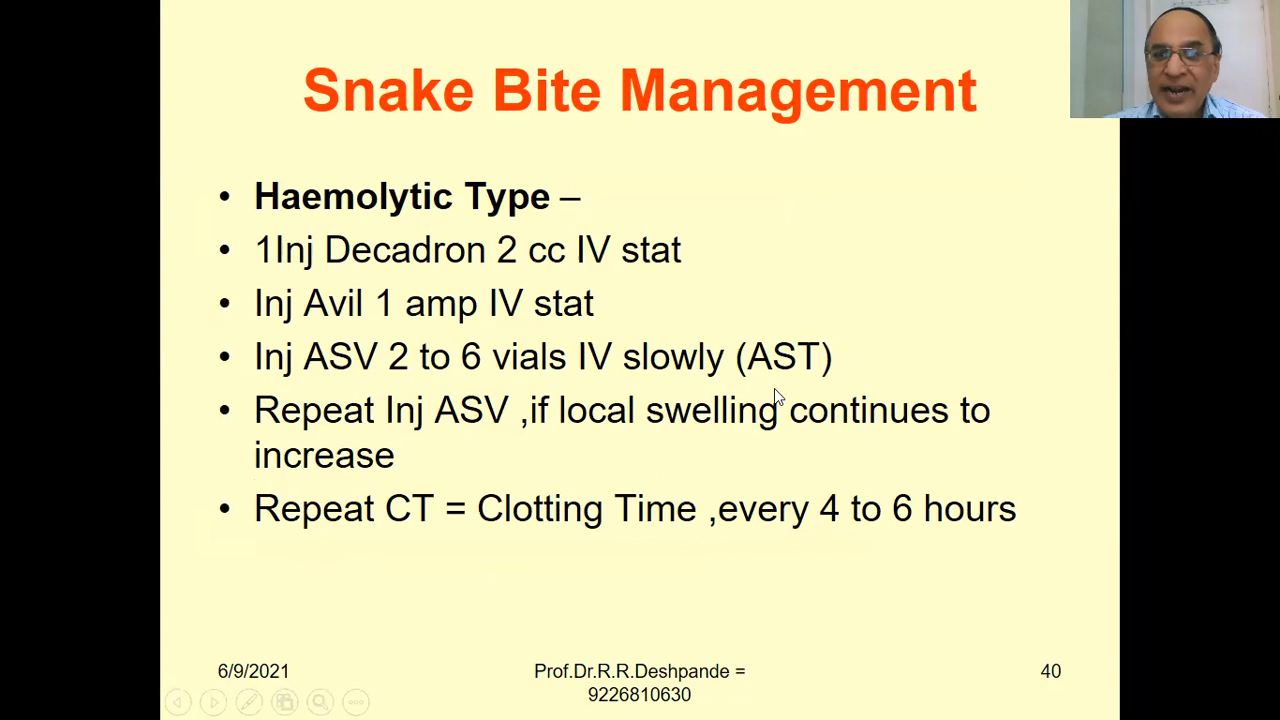 Snake Bite Management
• Haemolytic Type –
• 1Inj Decadron 2 cc IV stat
• Inj Avil 1 amp IV stat
• Inj ASV 2 to 6 vials IV slowly (AST)
• Repeat Inj ASV ,if local swelling continues to
increase
• Repeat CT = Clotting Time ,every 4 to 6 hours
6/9/2021
Prof.Dr.R.R.Deshpande =
9226810630
40